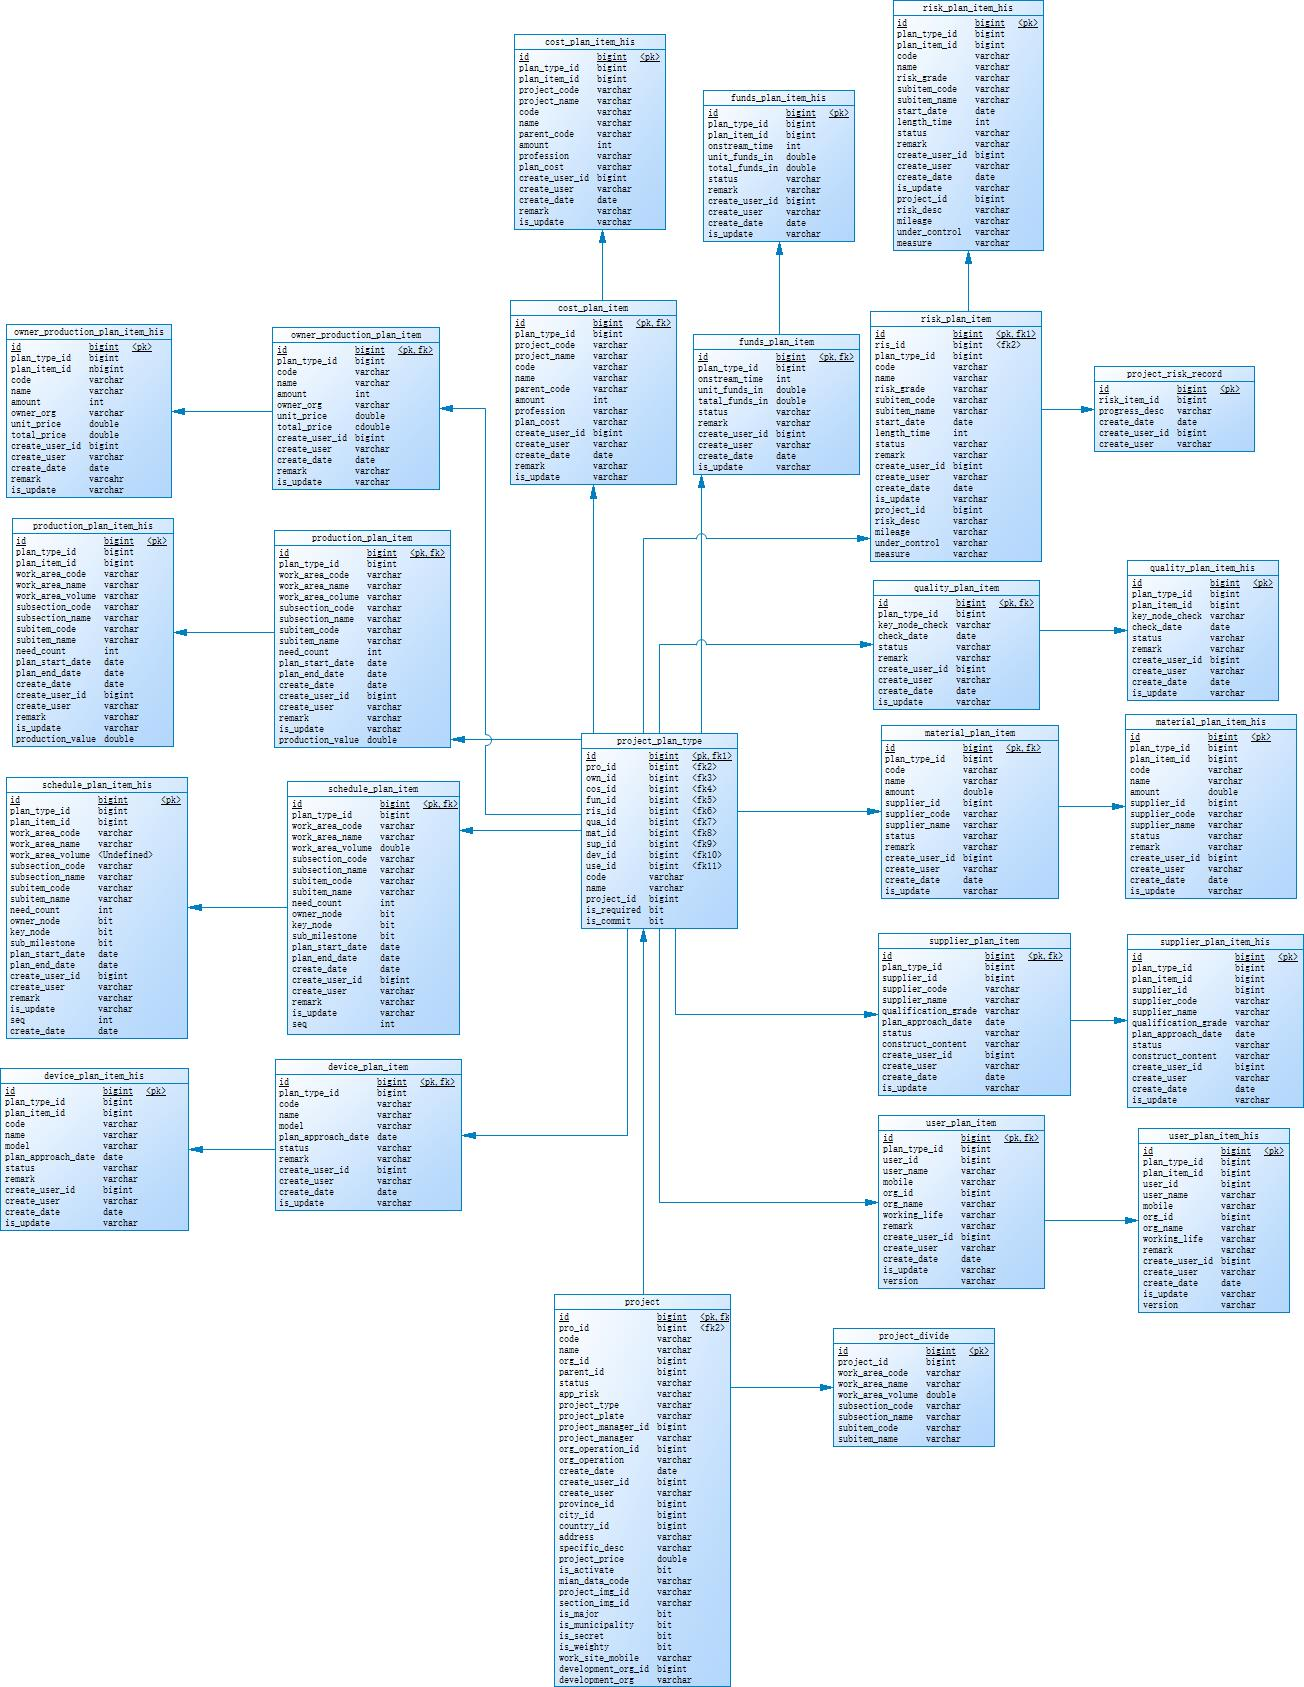 risk_plan_item_his
id bigint <pk>
plan_type_id bigint
plan_item_id bigint
code varchar
name varchar
risk_grade varchar
subitem_code varchar
subitem_name varchar
start_date date
length_time int
status varchar
remark varchar
create_user_id bigint
create_user varchar
create_date date
is_update varchar
project_id bigint
risk_desc varchar
mileage varchar
under_control varchar
measure varchar
cost_plan_item_his
id bigint <pk>
plan_type_id bigint
plan_item_id bigint
project_code varchar
project_name varchar
code varchar
name varchar
parent_code varchar
amount int
profession varchar
plan_cost varchar
create_user_id bigint
create_user varchar
create_date date
remark varchar
is_update varchar
funds_plan_item_his
id bigint <pk>
plan_type_id bigint
plan_item_id bigint
onstream_time int
unit_funds_in double
total_funds_in double
status varchar
remark varchar
create_user_id bigint
create_user varchar
create_date date
is_update varchar
owner_production_plan_item_his
id bigint <pk>
plan_type_id bigint
plan_item_id nbigint
code varchar
name varchar
amount int
owner_org varchar
unit_price double
total_price double
create_user_id bigint
create_user varchar
create_date date
remark varcahr
is_update varchar
owner_production_plan_item
id bigint <pk,fk>
plan_type_id bigint
code varchar
name varchar
amount int
owner_org varchar
unit_price double
total_price cdouble
create_user_id bigint
create_user varchar
create_date date
remark varchar
is_update varchar
cost_plan_item
id bigint <pk,fk>
plan_type_id bigint
project_code varchar
project_name varchar
code varchar
name varchar
parent_code varchar
amount int
profession varchar
plan_cost varchar
create_user_id bigint
create_user varchar
create_date date
remark varchar
is_update varchar
funds_plan_item
id bigint <pk,fk>
plan_type_id bigint
onstream_time int
unit_funds_in double
tatal_funds_in double
status varchar
remark varchar
create_user_id bigint
create_user varchar
create_date date
is_update varchar
risk_plan_item
id bigint <pk,fk1>
ris_id bigint <fk2>
plan_type_id bigint
code varchar
name varchar
risk_grade varchar
subitem_code varchar
subitem_name varchar
start_date date
length_time int
status varchar
remark varchar
create_user_id bigint
create_user varchar
create_date date
is_update varchar
project_id bigint
risk_desc varchar
mileage varchar
under_control varchar
measure varchar
project_risk_record
id bigint <pk>
risk_item_id bigint
progress_desc varchar
create_date date
create_user_id bigint
create_user varchar
production_plan_item_his
id bigint <pk>
plan_type_id bigint
plan_item_id bigint
work_area_code varchar
work_area_name varchar
work_area_volume varchar
subsection_code varchar
subsection_name varchar
subitem_code varchar
subitem_name varchar
need_count int
plan_start_date date
plan_end_date date
create_date date
create_user_id bigint
create_user varchar
remark varchar
is_update varchar
production_value double
production_plan_item
id bigint <pk,fk>
plan_type_id bigint
work_area_code varchar
work_area_name varchar
work_area_colume varchar
subsection_code varchar
subsection_name varchar
subitem_code varchar
subitem_name varchar
need_count int
plan_start_date date
plan_end_date date
create_date date
create_user_id bigint
create_user varchar
remark varchar
is_update varchar
production_value double
quality_plan_item
id bigint <pk,fk>
plan_type_id bigint
key_node_check varchar
check_date date
status varchar
remark varchar
create_user_id bigint
create_user varchar
create_date date
is_update varchar
quality_plan_item_his
id bigint <pk>
plan_type_id bigint
plan_item_id bigint
key_node_check varchar
check_date date
status varchar
remark varchar
create_user_id bigint
create_user varchar
create_date date
is_update varchar
project_plan_type
id bigint <pk,fk1>
pro_id bigint <fk2>
own_id bigint <fk3>
cos_id bigint <fk4>
fun_id bigint <fk5>
ris_id bigint <fk6>
qua_id bigint <fk7>
mat_id bigint <fk8>
sup_id bigint <fk9>
dev_id bigint <fk10>
use_id bigint <fk11>
code varchar
name varchar
project_id bigint
is_required bit
is_commit bit
material_plan_item
id bigint <pk,fk>
plan_type_id bigint
code varchar
name varchar
amount double
supplier_id bigint
supplier_code varchar
supplier_name varchar
status varchar
remark varchar
create_user_id bigint
create_user varchar
create_date date
is_update varchar
material_plan_item_his
id bigint <pk>
plan_type_id bigint
plan_item_id bigint
code varchar
name varchar
amount double
supplier_id bigint
supplier_code varchar
supplier_name varchar
status varchar
remark varchar
create_user_id bigint
create_user varchar
create_date date
is_update varchar
schedule_plan_item_his
id bigint <pk>
plan_type_id bigint
plan_item_id bigint
work_area_code varchar
work_area_name varchar
work_area_volume <Undefined>
subsection_code varchar
subsection_name varchar
subitem_code varchar
subitem_name varchar
need_count int
owner_node bit
key_node bit
sub_milestone bit
plan_start_date date
plan_end_date date
create_user_id bigint
create_user varchar
remark varchar
is_update varchar
seq int
create_date date
schedule_plan_item
id bigint <pk,fk>
plan_type_id bigint
work_area_code varchar
work_area_name varchar
work_area_volume double
subsection_code varchar
subsection_name varchar
subitem_code varchar
subitem_name varchar
need_count int
owner_node bit
key_node bit
sub_milestone bit
plan_start_date date
plan_end_date date
create_date date
create_user_id bigint
create_user varchar
remark varchar
is_update varchar
seq int
supplier_plan_item
id bigint <pk,fk>
plan_type_id bigint
supplier_id bigint
supplier_code varchar
supplier_name varchar
qualification_grade varchar
plan_approach_date date
status varchar
construct_content varchar
create_user_id bigint
create_user varchar
create_date date
is_update varchar
supplier_plan_item_his
id bigint <pk>
plan_type_id bigint
plan_item_id bigint
supplier_id bigint
supplier_code varchar
supplier_name varchar
qualification_grade varchar
plan_approach_date date
status varchar
construct_content varchar
create_user_id bigint
create_user varchar
create_date date
is_update varchar
device_plan_item_his
id bigint <pk>
plan_type_id bigint
plan_item_id bigint
code varchar
name varchar
model varchar
plan_approach_date date
status varchar
remark varchar
create_user_id bigint
create_user varchar
create_date date
is_update varchar
device_plan_item
id bigint <pk,fk>
plan_type_id bigint
code varchar
name varchar
model varchar
plan_approach_date date
status varchar
remark varchar
create_user_id bigint
create_user varchar
create_date date
is_update varchar
user_plan_item
id bigint <pk,fk>
plan_type_id bigint
user_id bigint
user_name varchar
mobile varchar
org_id bigint
org_name varchar
working_life varchar
remark varchar
create_user_id bigint
create_user varchar
create_date date
is_update varchar
version varchar
user_plan_item_his
id bigint <pk>
plan_type_id bigint
plan_item_id bigint
user_id bigint
user_name varchar
mobile varchar
org_id bigint
org_name varchar
working_life varchar
remark varchar
create_user_id bigint
create_user varchar
create_date date
is_update varchar
version varchar
project
id bigint <pk,fk
pro_id bigint <fk2>
code varchar
name varchar
org_id bigint
parent_id bigint
status varchar
app_risk varchar
project_type varchar
project_plate varchar
project_manager_id bigint
project_manager varchar
org_operation_id bigint
org_operation varchar
create_date date
create_user_id bigint
create_user varchar
province_id bigint
city_id bigint
country_id bigint
address varchar
specific_desc varchar
project_price double
is_activate bit
mian_data_code varchar
project_img_id varchar
section_img_id varchar
is_major bit
is_municipality bit
is_secret bit
is_weighty bit
work_site_mobile varchar
development_org_id bigint
development_org varchar
project_divide
id bigint <pk>
project_id bigint
work_area_code varchar
work_area_name varchar
work_area_volume double
subsection_code varchar
subsection_name varchar
subitem_code varchar
subitem_name varchar